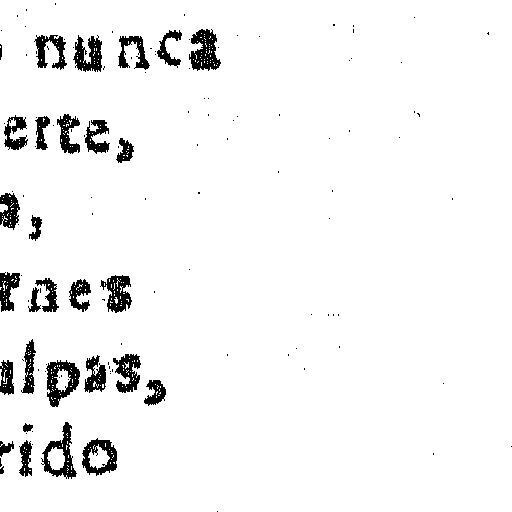 nunca
erte,
a,
rnes
ulpas,
rido